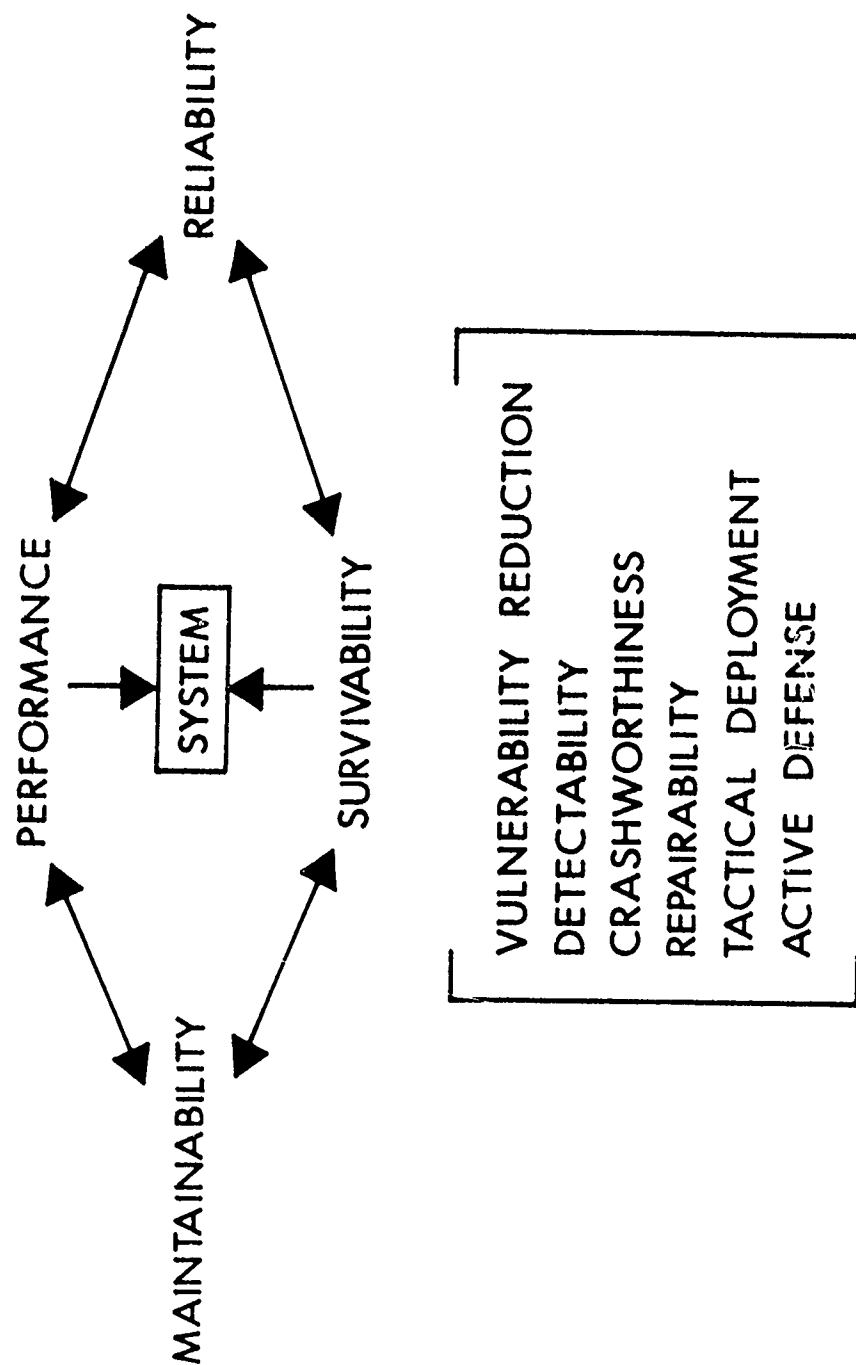 PERFORMANCE
MAINTAINABILITY
SYSTEM
RELIABILITY
SURVIVABILITY
VULNERABILITY REDUCTION
DETECTABILITY
CRASHWORTHINESS
REPAIRABILITY
TACTICAL DEPLOYMENT
ACTIVE DEFENSE